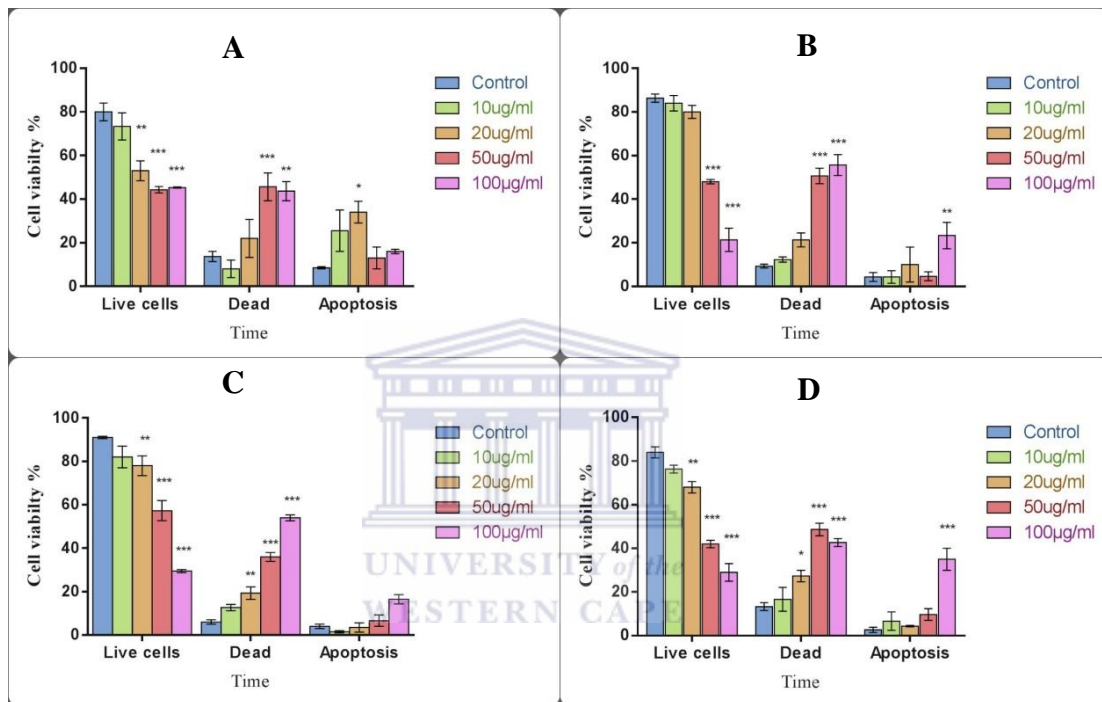 A
100
80
60
40
20
0
Cell viabilty %
** *** ***
*** **
*
Live cells Dead Apoptosis
Time
Control
10ug/ml
20ug/ml
50ug/ml
100µg/ml
B
100
80
60
40
20
0
Cell viabilty %
*** ***
*** ***
**
Live cells Dead Apoptosis
Time
Control
10ug/ml
20ug/ml
50ug/ml
100µg/ml
C
100
80
60
40
20
0
Cell viabilty %
** *** ***
** *** ***
Live cells Dead Apoptosis
Time
Control
10ug/ml
20ug/ml
50ug/ml
100µg/ml
D
100
80
60
40
20
0
Cell viabilty %
** *** ***
* *** ***
***
Live cells Dead Apoptosis
Time
Control
10ug/ml
20ug/ml
50ug/ml
100µg/ml
UNIVERSITY of the
WESTERN CAPE